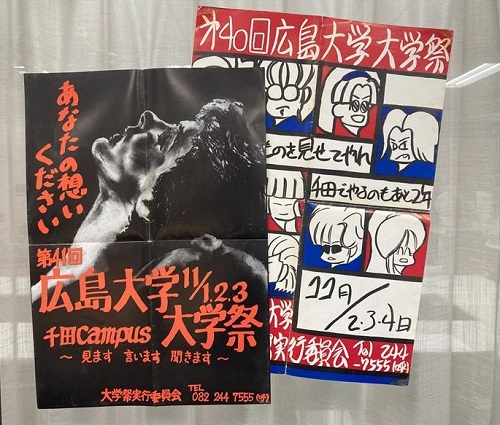 あなたの想い
ください
第41回
広島大学 11/1.2.3
千田campus 大学祭
～ 見ます 言います 聞きます ～
大学祭実行委員会 TEL 082 244 7555(呼)
第40回広島大学大学祭
ものを見せてやれ
千田でやるのもあと2年
11月/2.3.4日
実行委員会 Tel 244
-7555(呼)